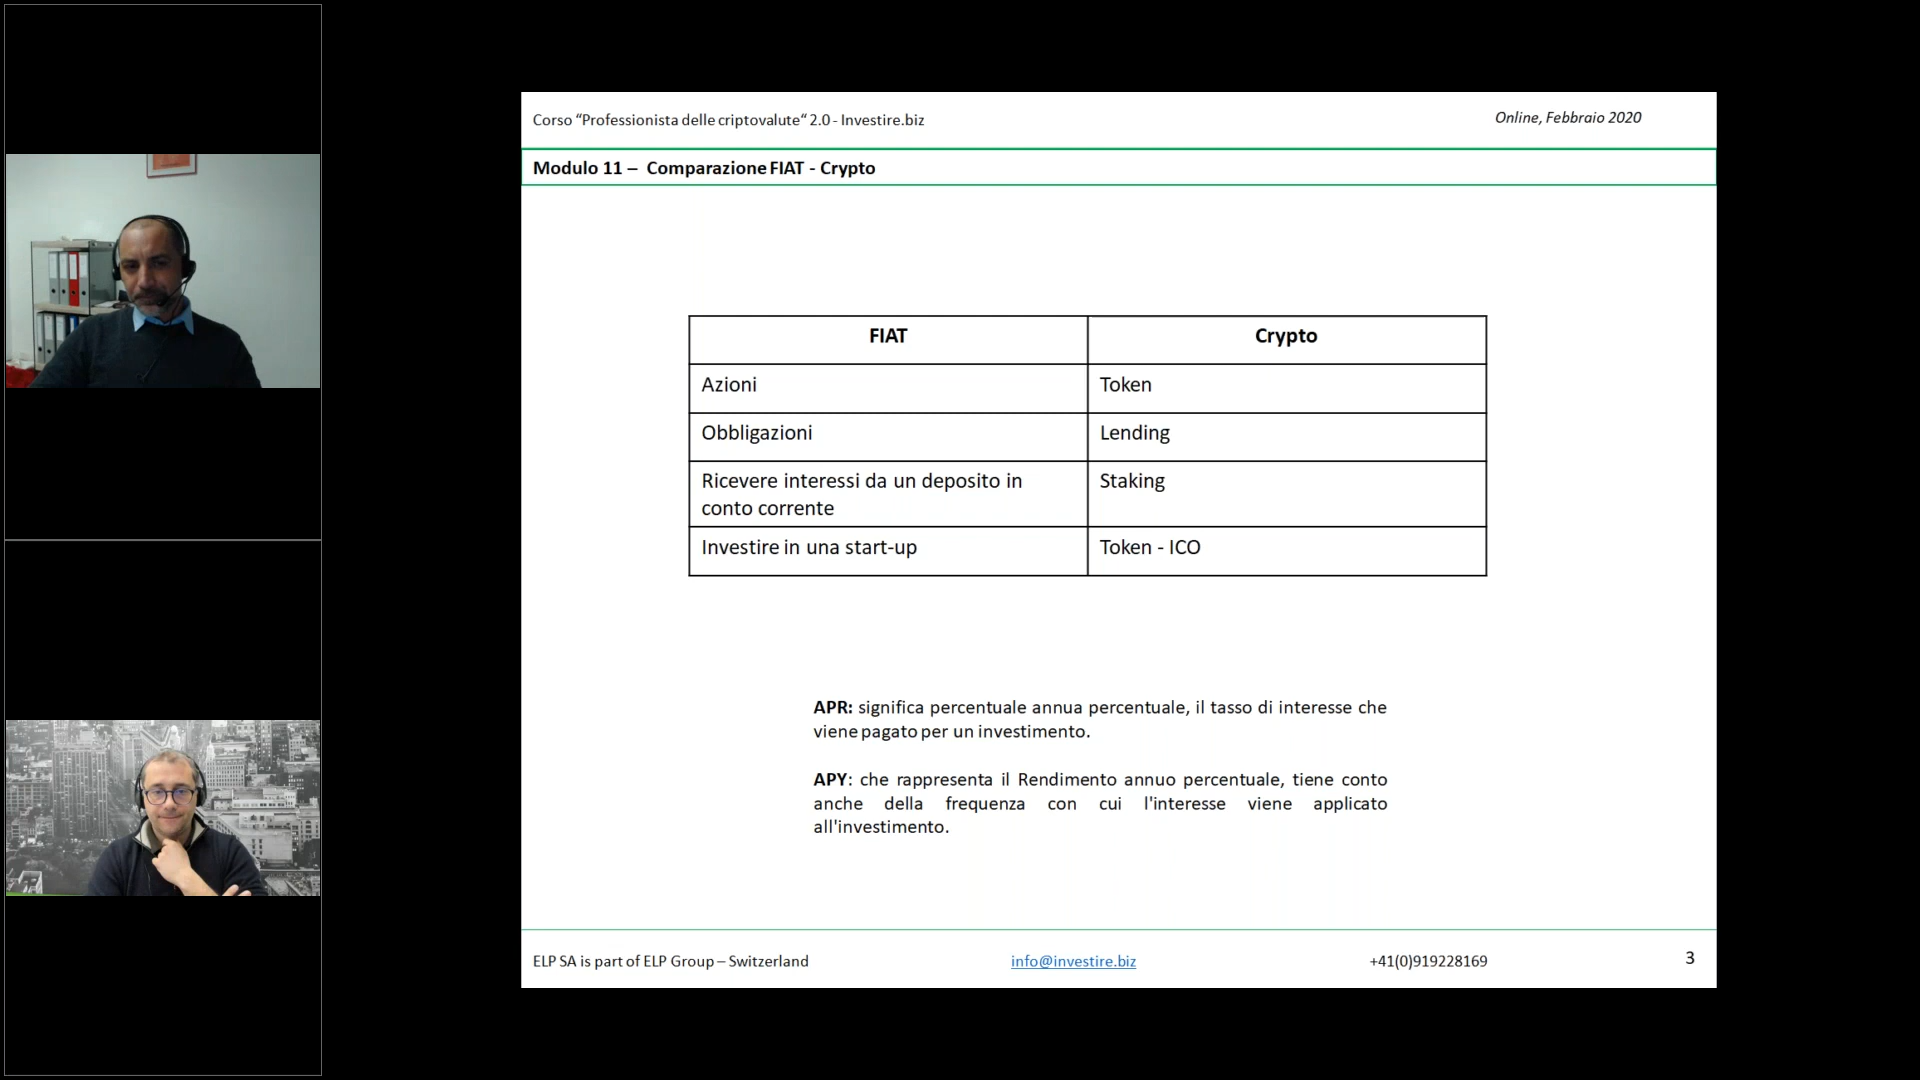 Corso “Professionista delle criptovalute“ 2.0 - Investire.biz
Online, Febbraio 2020
Modulo 11 – Comparazione FIAT - Crypto
FIAT
Crypto
Azioni
Token
Obbligazioni
Lending
Ricevere interessi da un deposito in
conto corrente
Staking
Investire in una start-up
Token - ICO
APR: significa percentuale annua percentuale, il tasso di interesse che
viene pagato per un investimento.
APY: che rappresenta il Rendimento annuo percentuale, tiene conto
anche della frequenza con cui l'interesse viene applicato
all'investimento.
ELP SA is part of ELP Group – Switzerland
info@investire.biz
+41(0)919228169
3